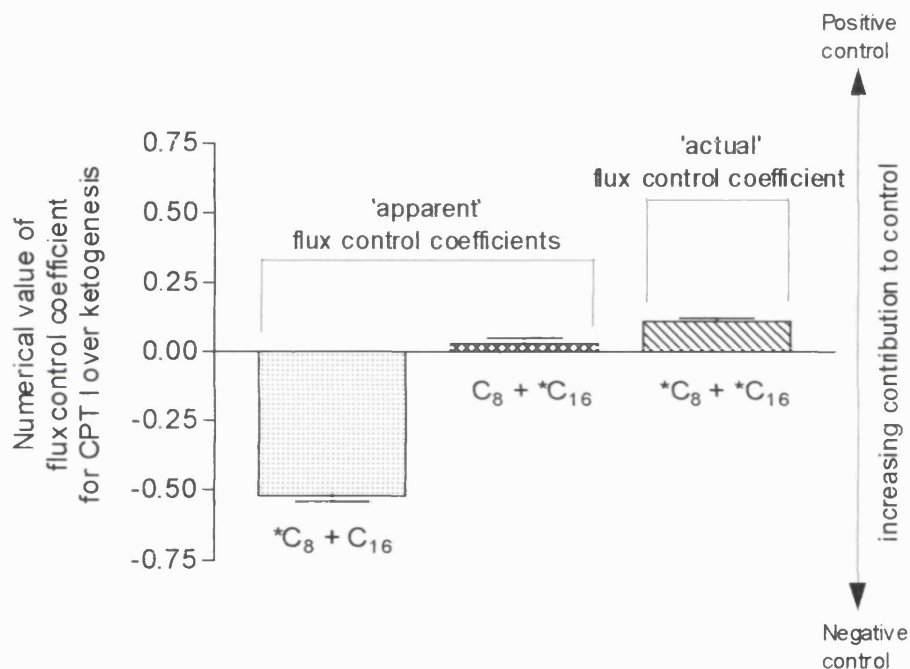 Positive
control
0.75
0.50
0.25
0.00
-0.25
-0.50
-0.75
Numerical value of
flux control coefficient
for CPT I over ketogenesis
'apparent'
flux control coefficients
'actual'
flux control coefficient
*C8 + C16
C8 + *C16
*C8 + *C16
increasing contribution to control
Negative
control